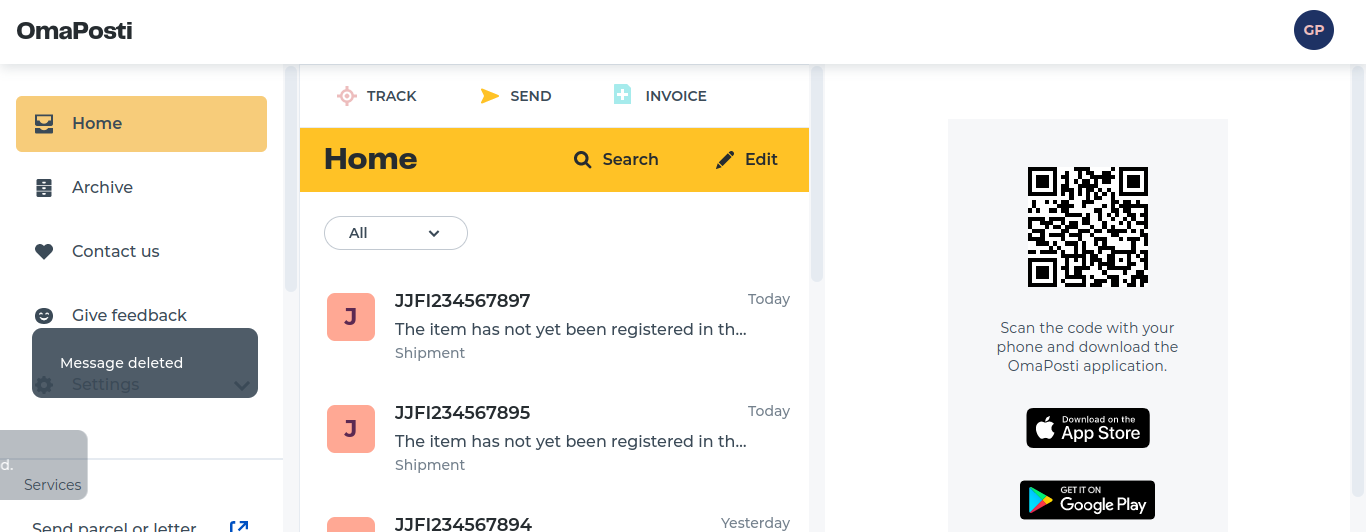 OmaPosti
GP
Home
Archive
Contact us
Give feedback
Message deleted
Settings
d.
Services
Send parcel or letter
TRACK
SEND
INVOICE
Home
Search
Edit
All
J
JJFI234567897
Today
The item has not yet been registered in th...
Shipment
J
JJFI234567895
Today
The item has not yet been registered in th...
Shipment
JJFI234567894
Yesterday
Scan the code with your
phone and download the
OmaPosti application.
Download on the
App Store
GET IT ON
Google Play